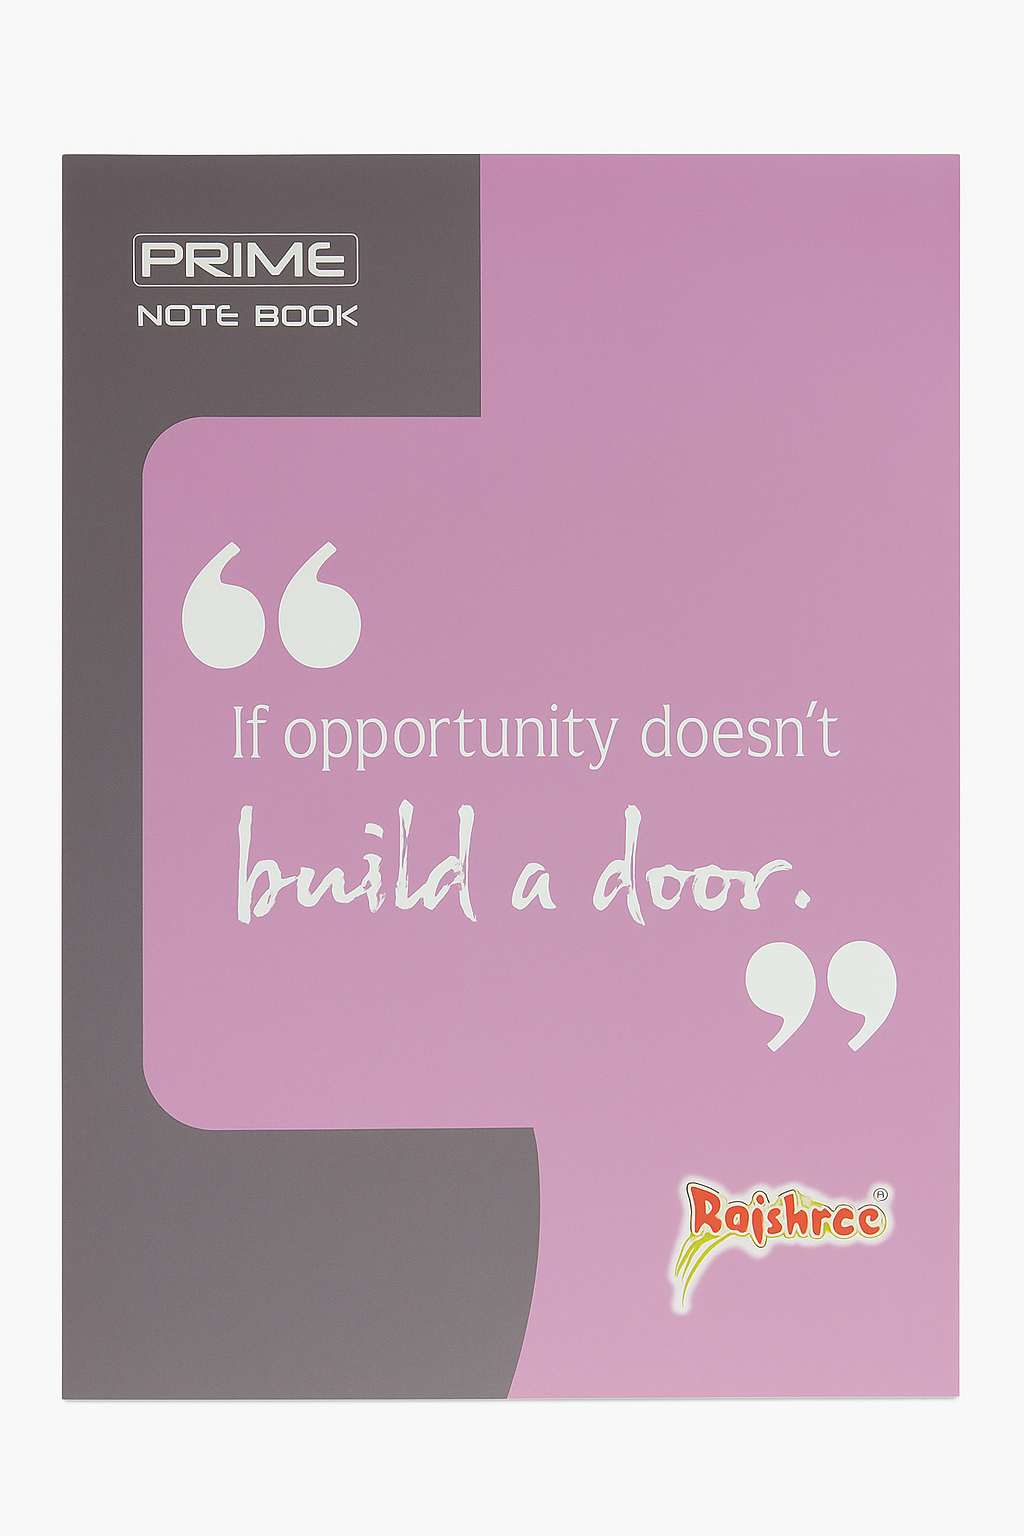 PRIME
NOTE BOOK
“
If opportunity doesn’t
build a door.
”
Rajshree®